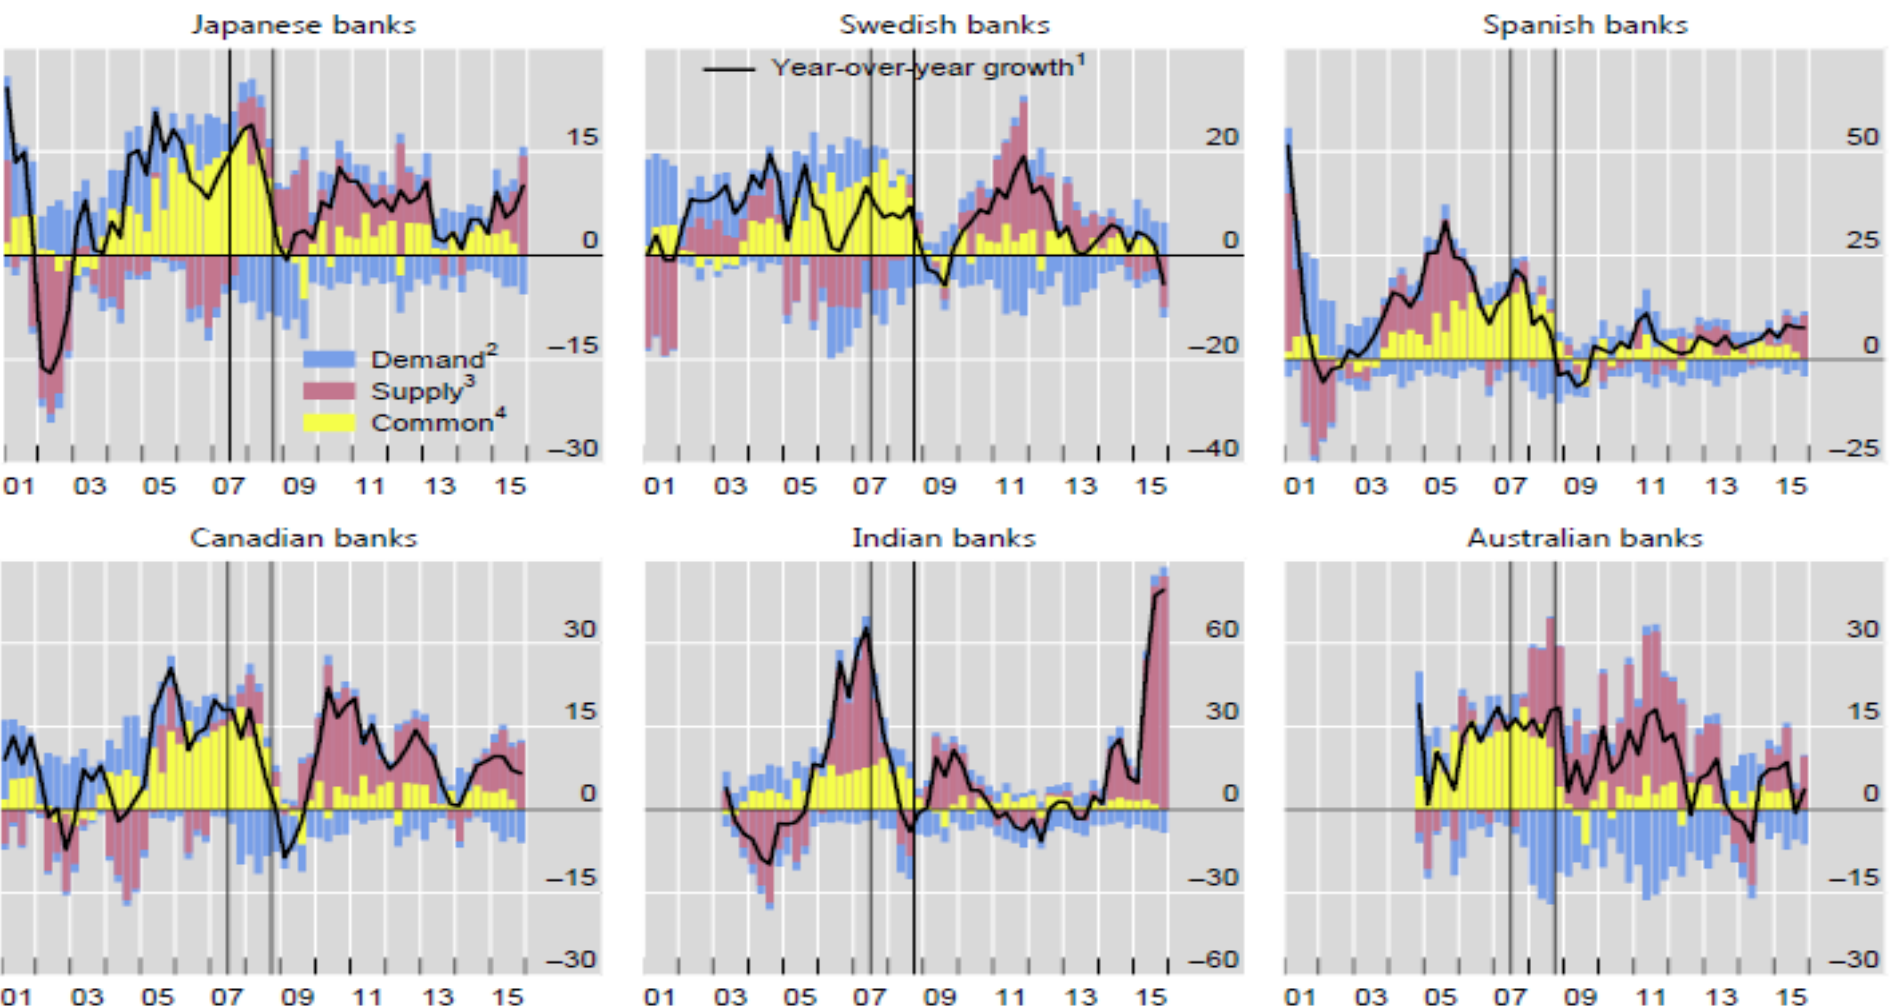 Japanese banks
Swedish banks
Spanish banks
15
0
–15
–30
Demand²
Supply³
Common⁴
01 03 05 07 09 11 13 15
Year-over-year growth¹
20
0
–20
–40
01 03 05 07 09 11 13 15
50
25
0
–25
01 03 05 07 09 11 13 15
Canadian banks
Indian banks
Australian banks
30
15
0
–15
–30
01 03 05 07 09 11 13 15
60
30
0
–30
–60
01 03 05 07 09 11 13 15
30
15
0
–15
–30
01 03 05 07 09 11 13 15